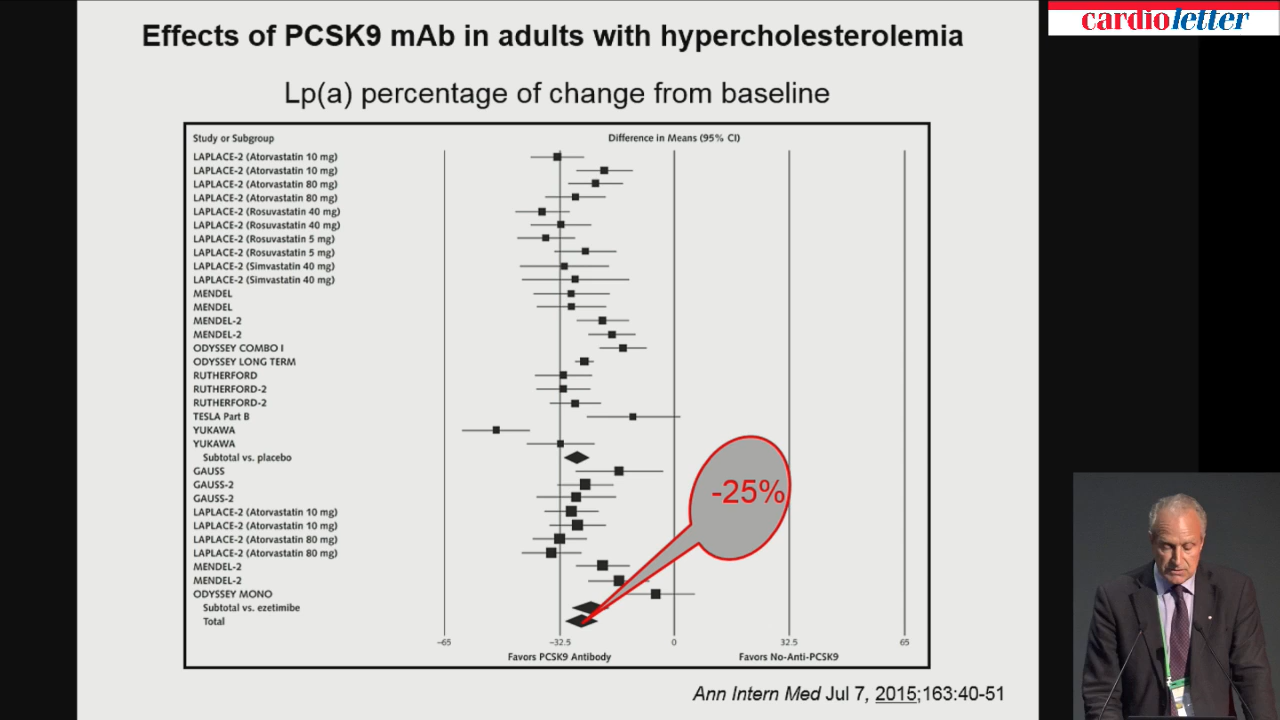 Effects of PCSK9 mAb in adults with hypercholesterolemia
cardioletter
Lp(a) percentage of change from baseline
Study or Subgroup
Difference in Means (95% CI)
LAPLACE-2 (Atorvastatin 10 mg)
LAPLACE-2 (Atorvastatin 10 mg)
LAPLACE-2 (Atorvastatin 80 mg)
LAPLACE-2 (Atorvastatin 80 mg)
LAPLACE-2 (Rosuvastatin 40 mg)
LAPLACE-2 (Rosuvastatin 40 mg)
LAPLACE-2 (Rosuvastatin 5 mg)
LAPLACE-2 (Rosuvastatin 5 mg)
LAPLACE-2 (Simvastatin 40 mg)
LAPLACE-2 (Simvastatin 40 mg)
MENDEL
MENDEL
MENDEL-2
MENDEL-2
ODYSSEY COMBO I
ODYSSEY LONG TERM
RUTHERFORD
RUTHERFORD-2
RUTHERFORD-2
TESLA Part B
YUKAWA
YUKAWA
Subtotal vs. placebo
GAUSS
GAUSS-2
GAUSS-2
LAPLACE-2 (Atorvastatin 10 mg)
LAPLACE-2 (Atorvastatin 10 mg)
LAPLACE-2 (Atorvastatin 80 mg)
LAPLACE-2 (Atorvastatin 80 mg)
MENDEL-2
MENDEL-2
ODYSSEY MONO
Subtotal vs. ezetimibe
Total
-25%
−65 −32.5 0 32.5 65
Favors PCSK9 Antibody
Favors No-Anti-PCSK9
Ann Intern Med Jul 7, 2015;163:40-51